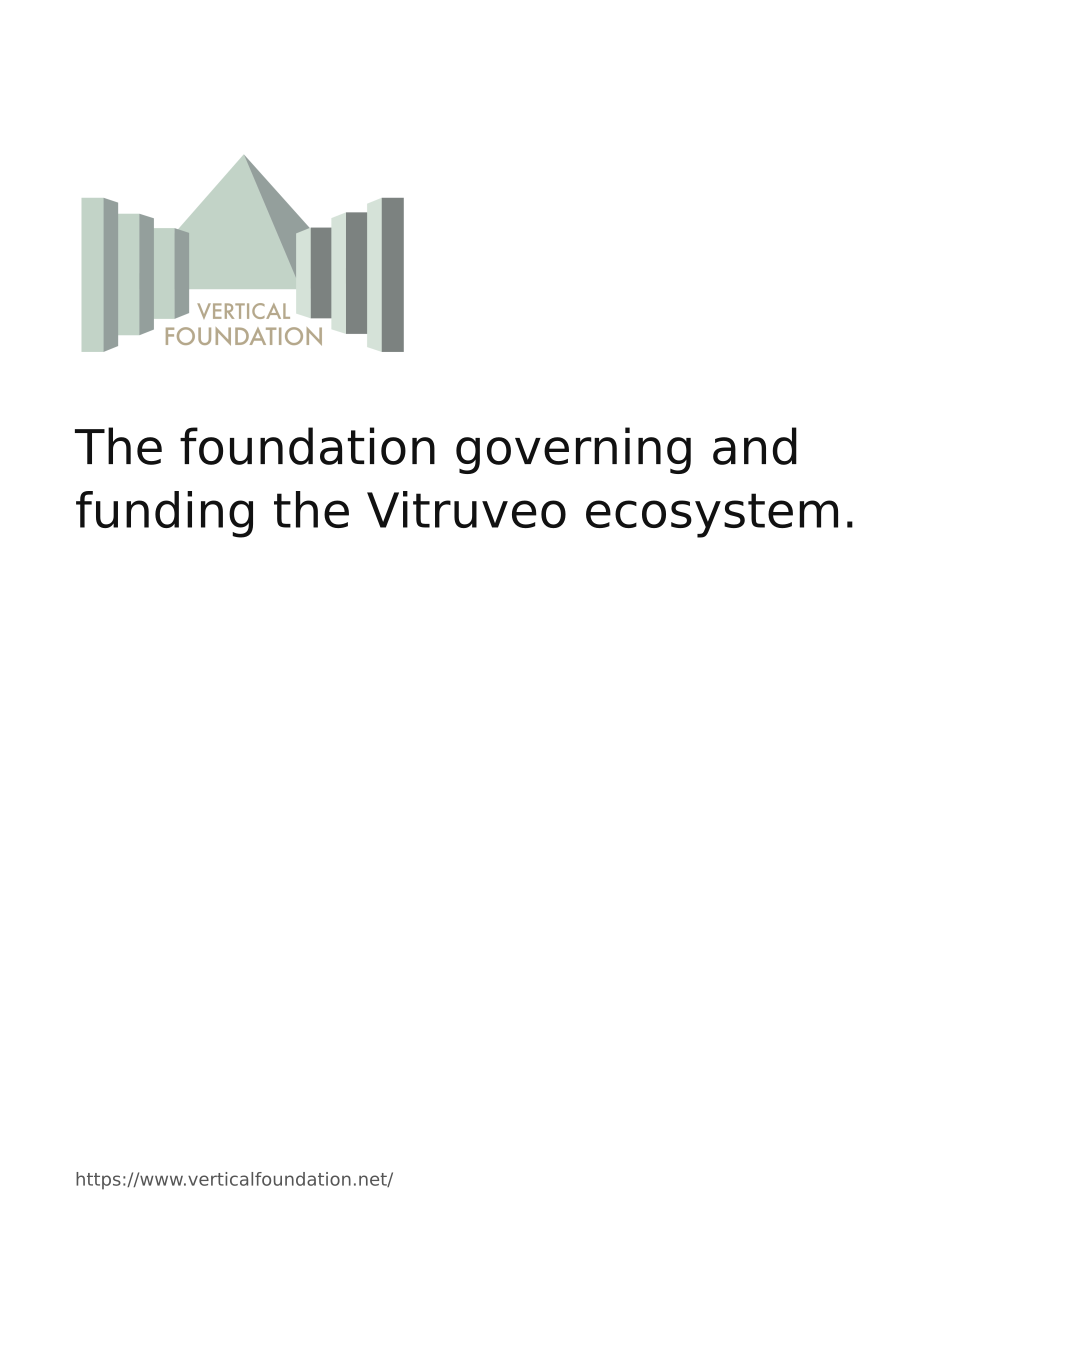 VERTICAL
FOUNDATION
The foundation governing and
funding the Vitruveo ecosystem.
https://www.verticalfoundation.net/